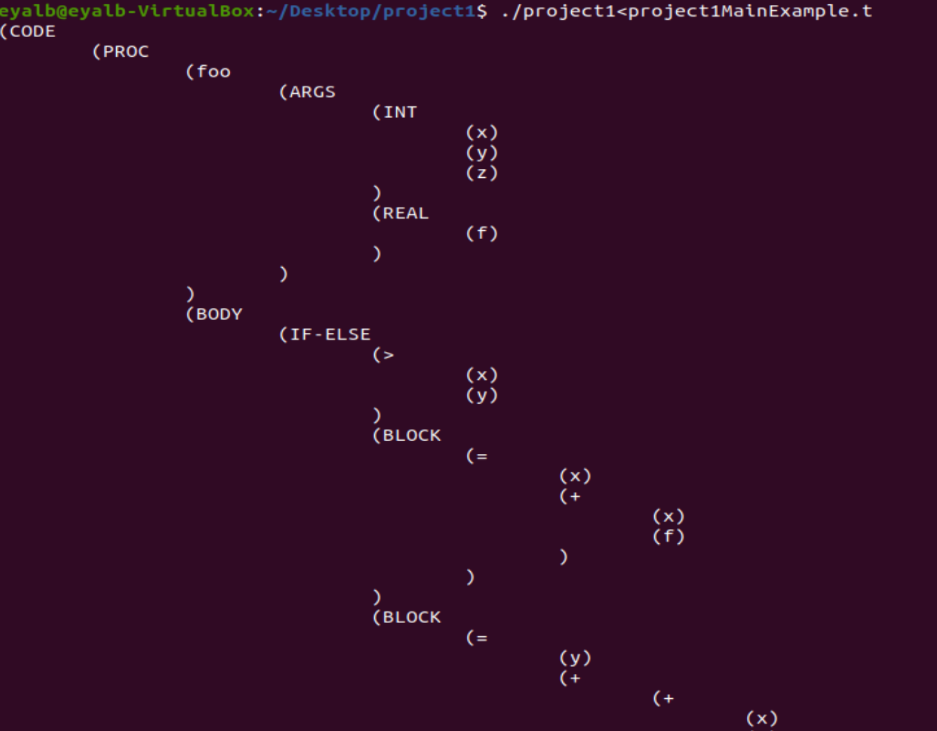 eyalb@eyalb-VirtualBox:~/Desktop/project1$ ./project1<project1MainExample.t
(CODE
(PROC
(foo
(ARGS
(INT
(x)
(y)
(z)
)
(REAL
(f)
)
)
)
(BODY
(IF-ELSE
(>
(x)
(y)
)
(BLOCK
(=
(x)
(+
(x)
(f)
)
)
)
(BLOCK
(=
(y)
(+
(+
(x)